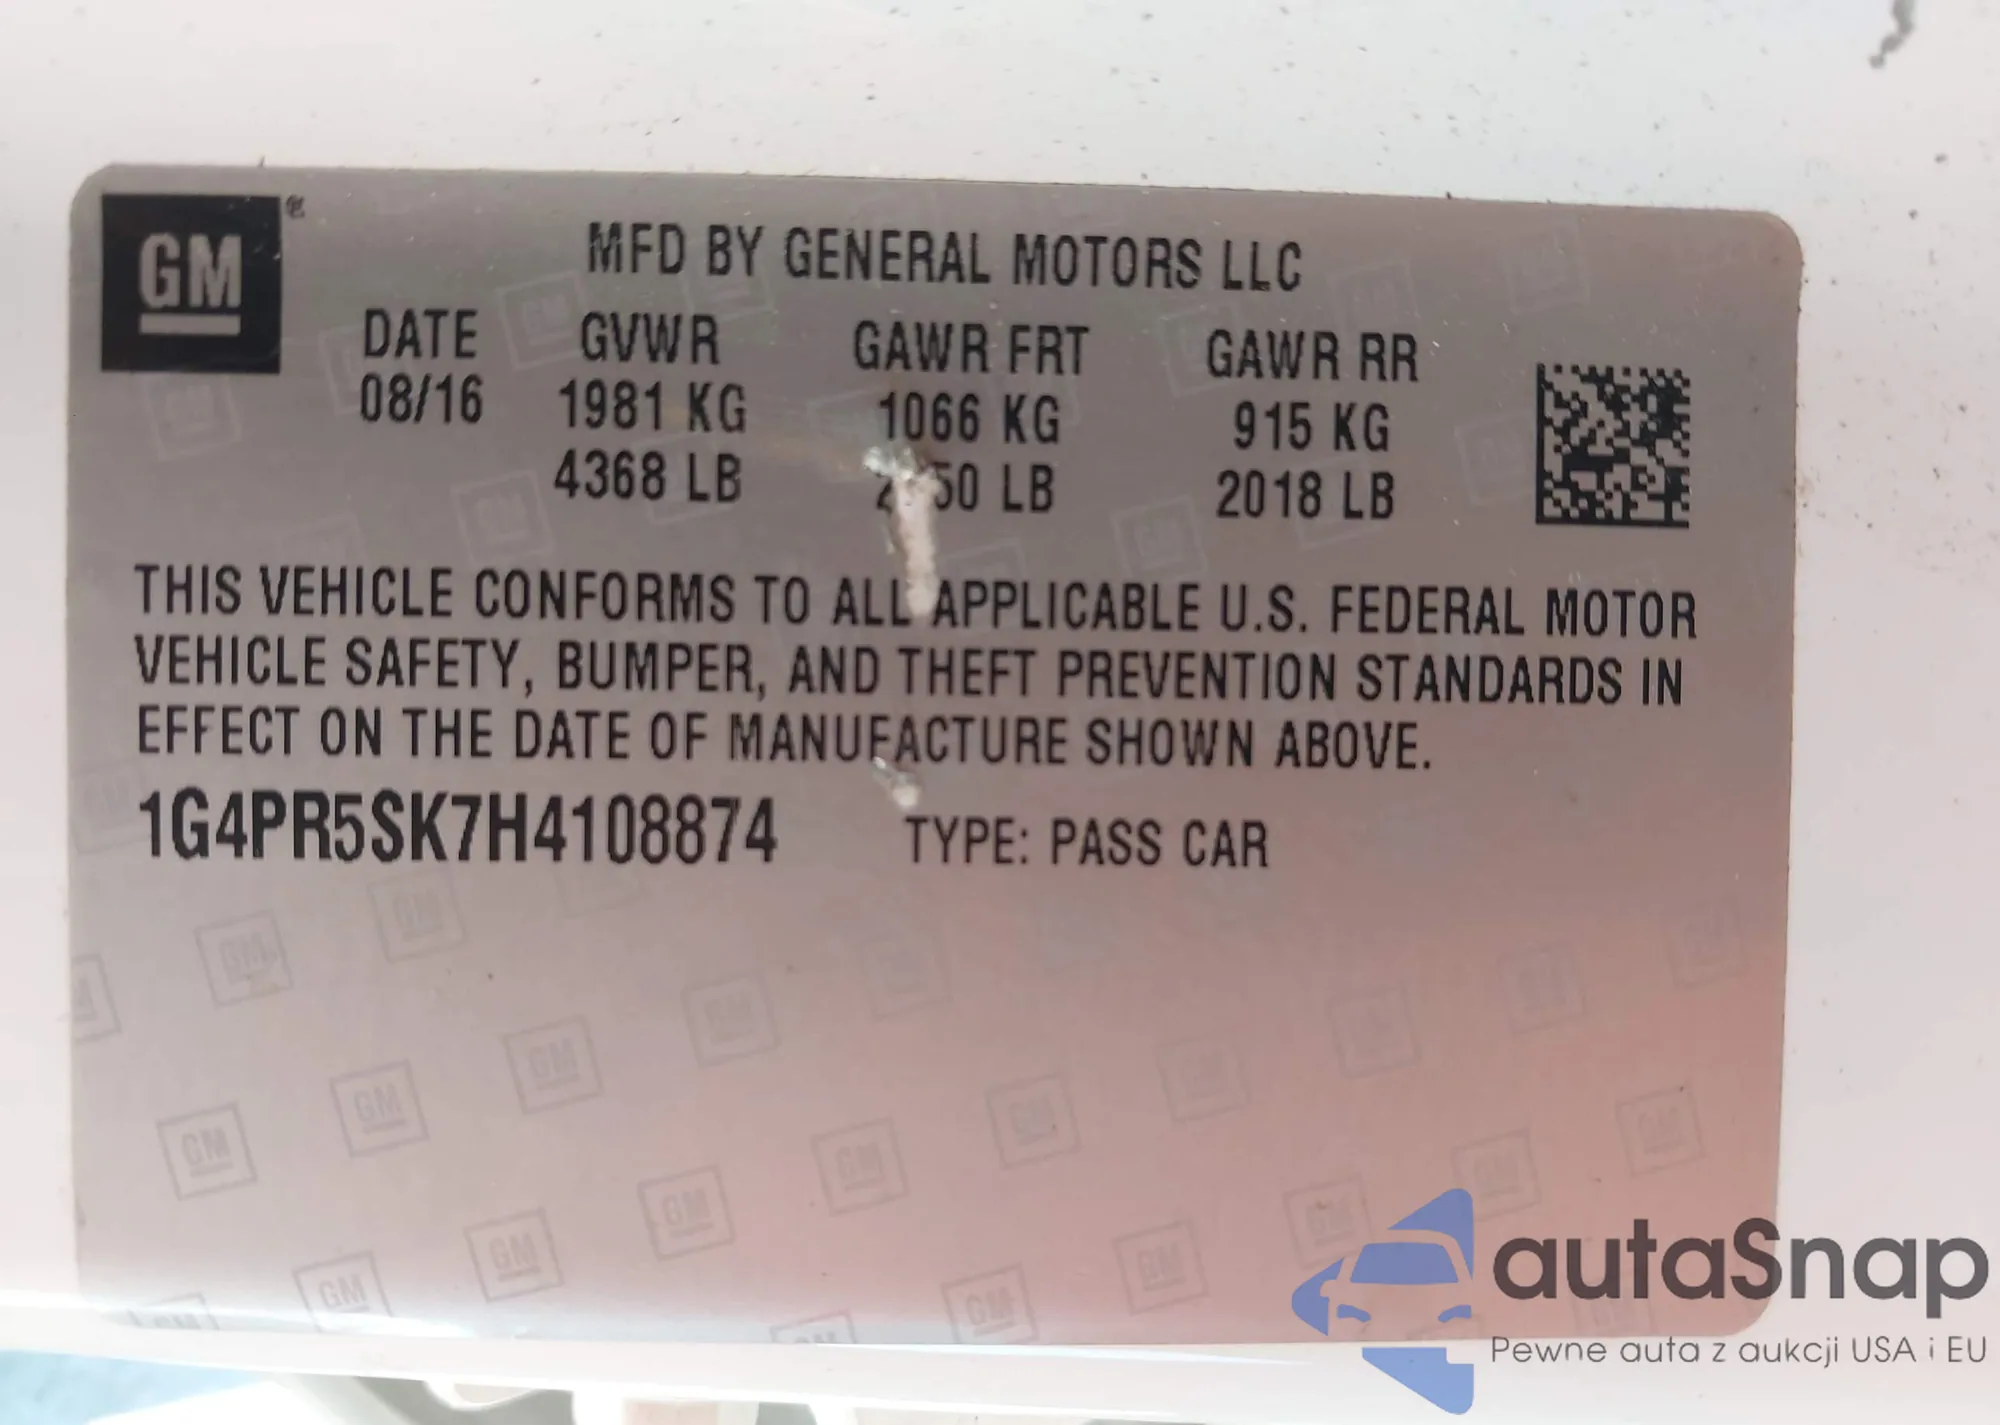 GM
MFD BY GENERAL MOTORS LLC
DATE GVWR GAWR FRT GAWR RR
08/16 1981 KG 1066 KG 915 KG
4368 LB LB 2018 LB
THIS VEHICLE CONFORMS TO ALL APPLICABLE U.S. FEDERAL MOTOR
VEHICLE SAFETY, BUMPER, AND THEFT PREVENTION STANDARDS IN
EFFECT ON THE DATE OF MANUFACTURE SHOWN ABOVE.
1G4PR5SK7H4108874 TYPE: PASS CAR
autaSnap
Pewne auta z aukcji USA i EU